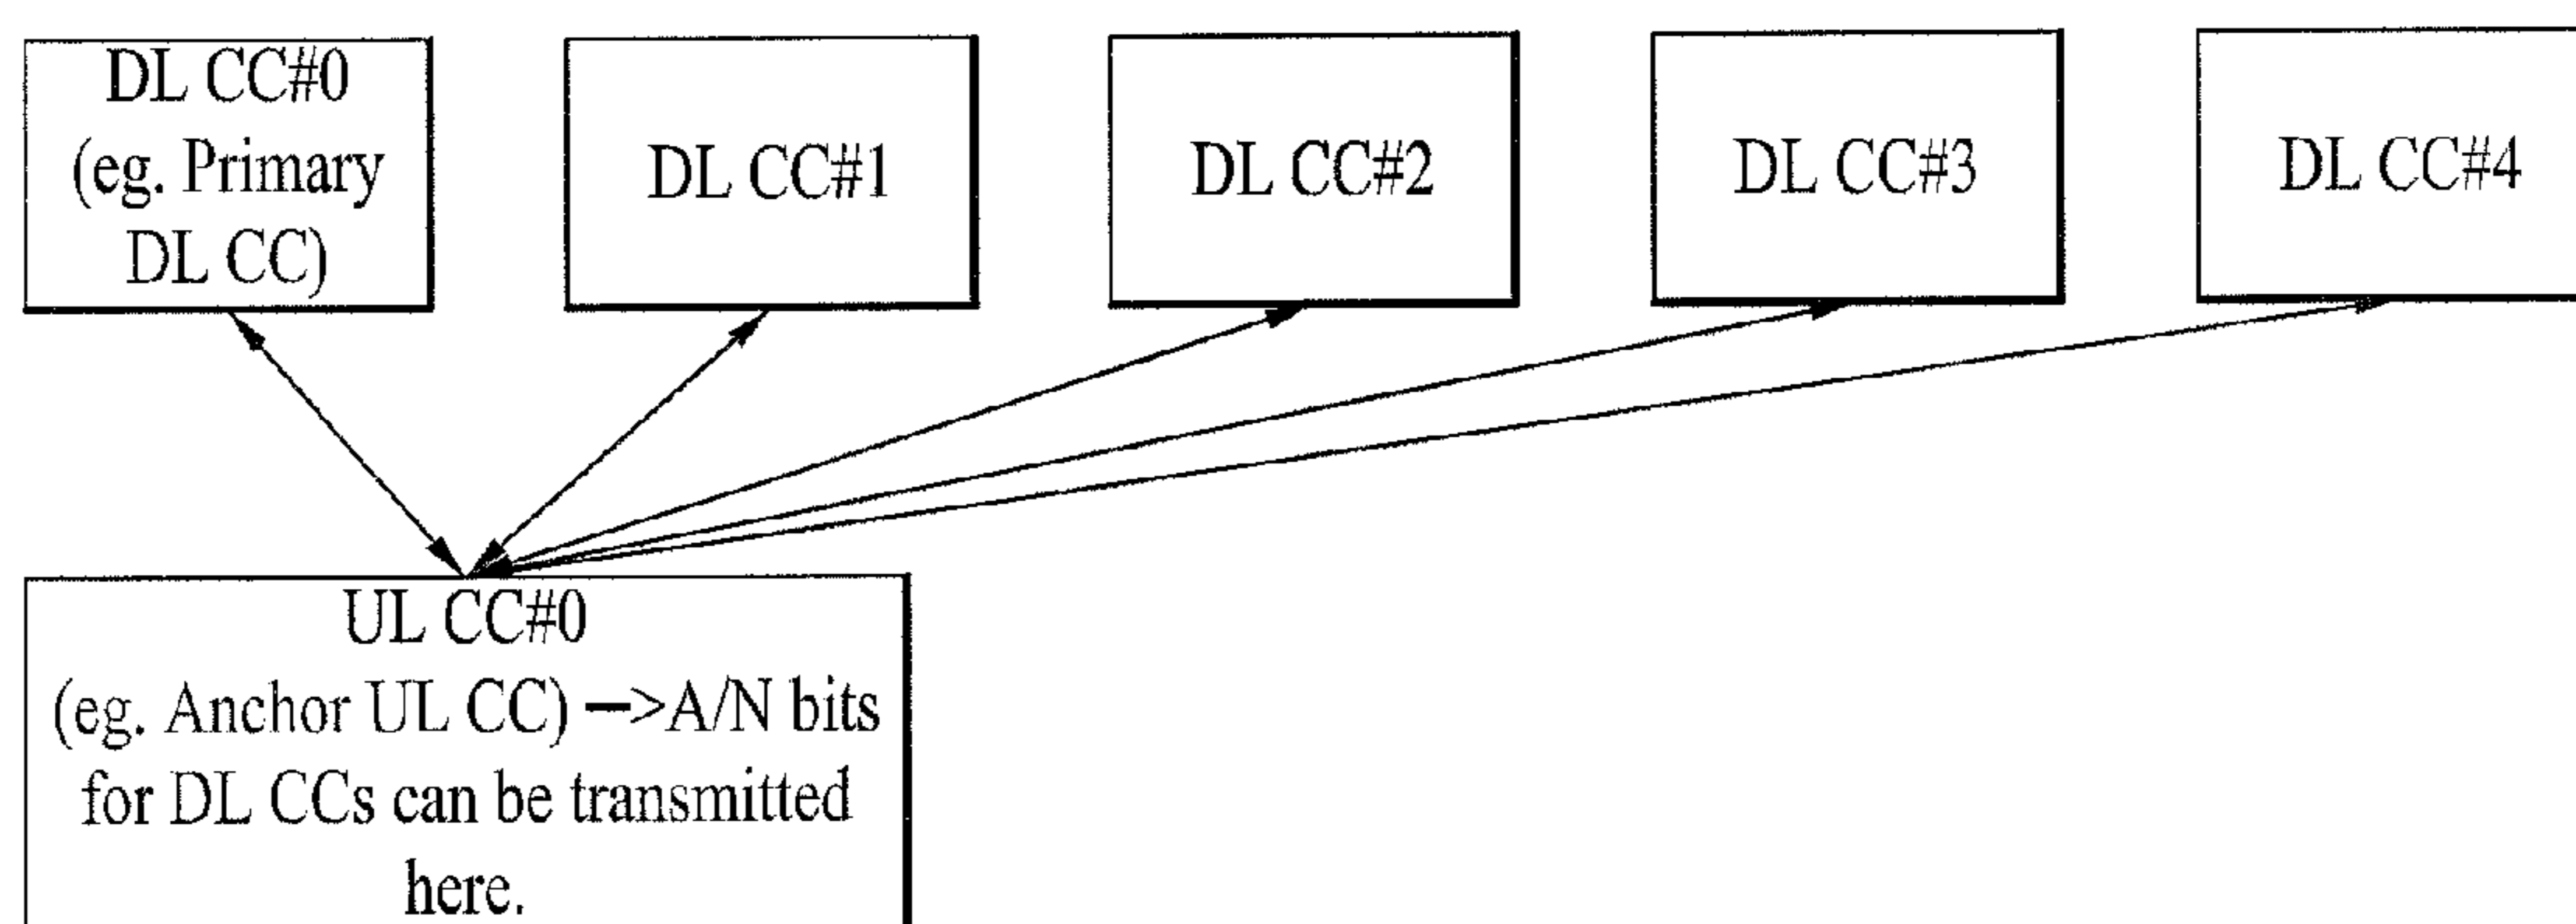 DL CC#0
(eg. Primary
DL CC)
DL CC#1
DL CC#2
DL CC#3
DL CC#4
UL CC#0
(eg. Anchor UL CC) —>A/N bits
for DL CCs can be transmitted
here.